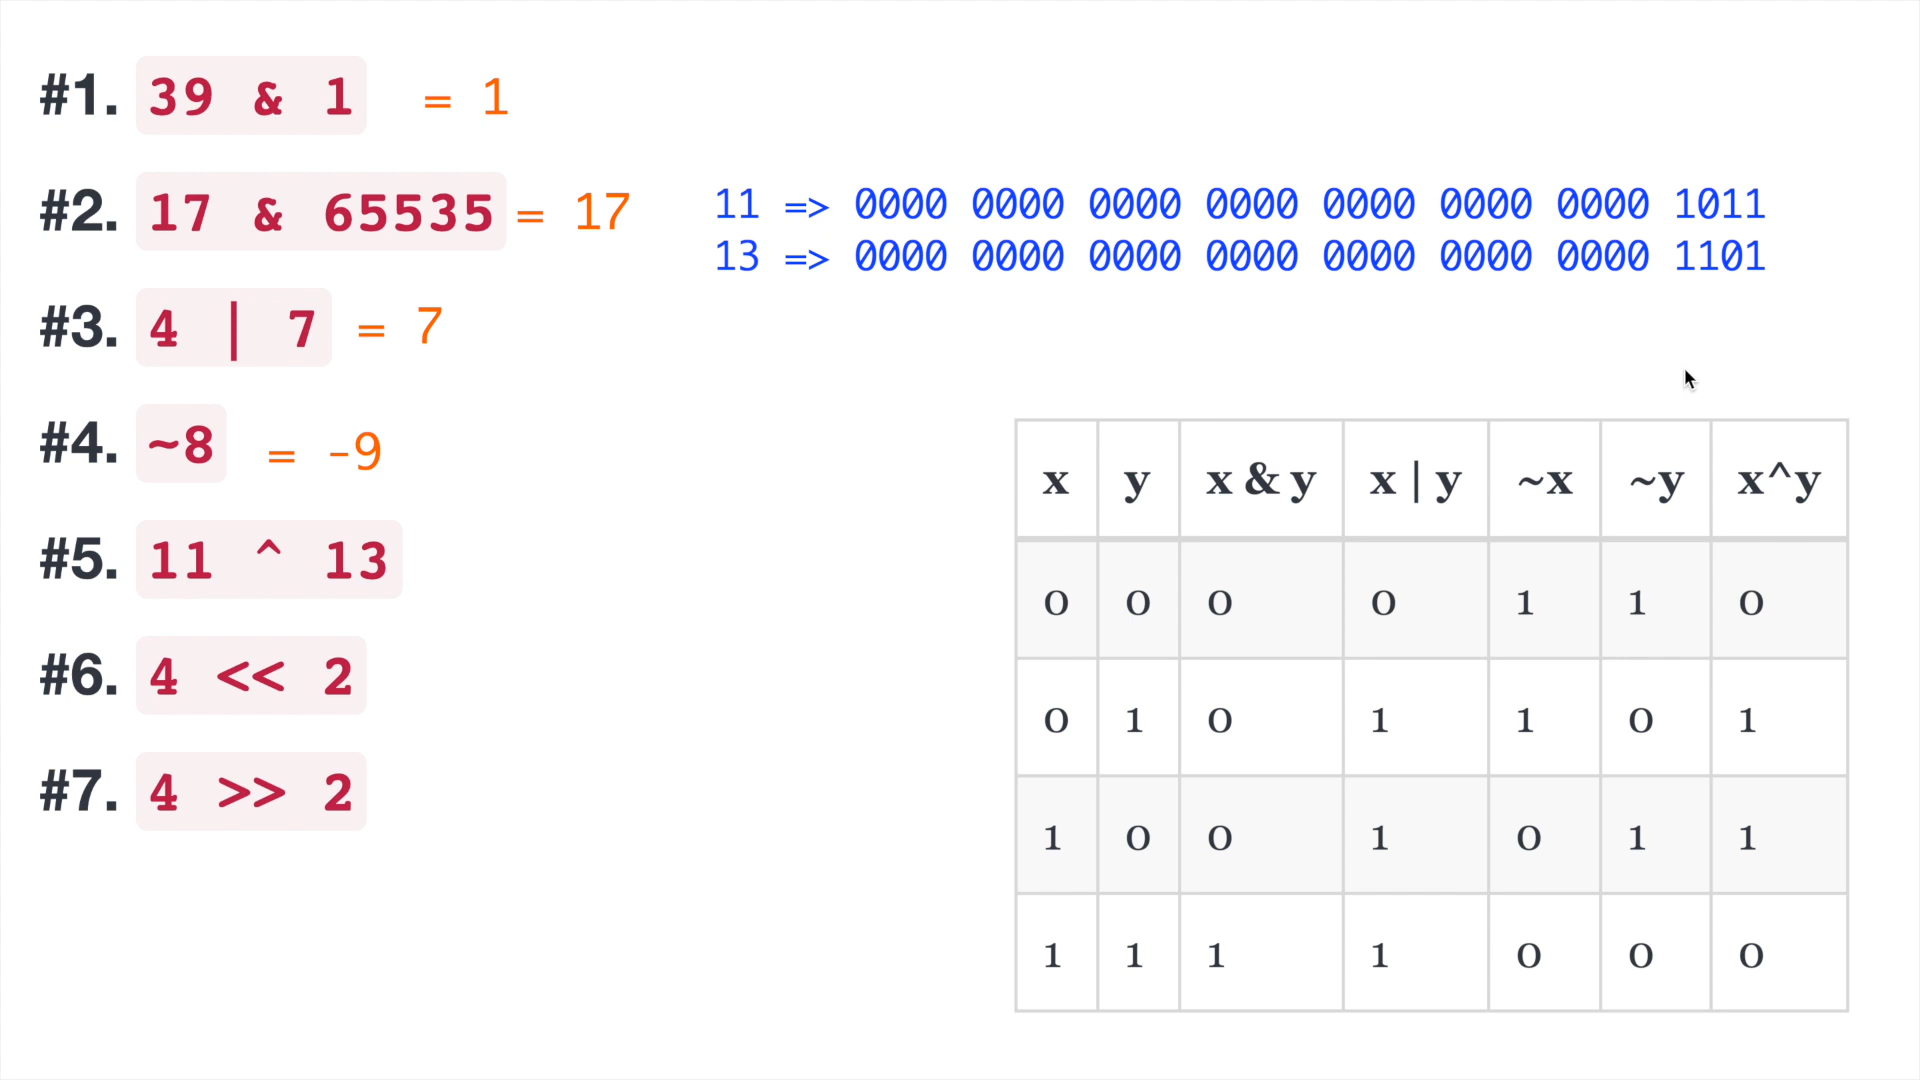 #1. 39 & 1 = 1
#2. 17 & 65535 = 17
11 => 0000 0000 0000 0000 0000 0000 0000 1011
13 => 0000 0000 0000 0000 0000 0000 0000 1101
#3. 4 | 7 = 7
#4. ~8 = -9
#5. 11 ^ 13
#6. 4 << 2
#7. 4 >> 2
x y x & y x | y ~x ~y x^y
0 0 0 0 1 1 0
0 1 0 1 1 0 1
1 0 0 1 0 1 1
1 1 1 1 0 0 0